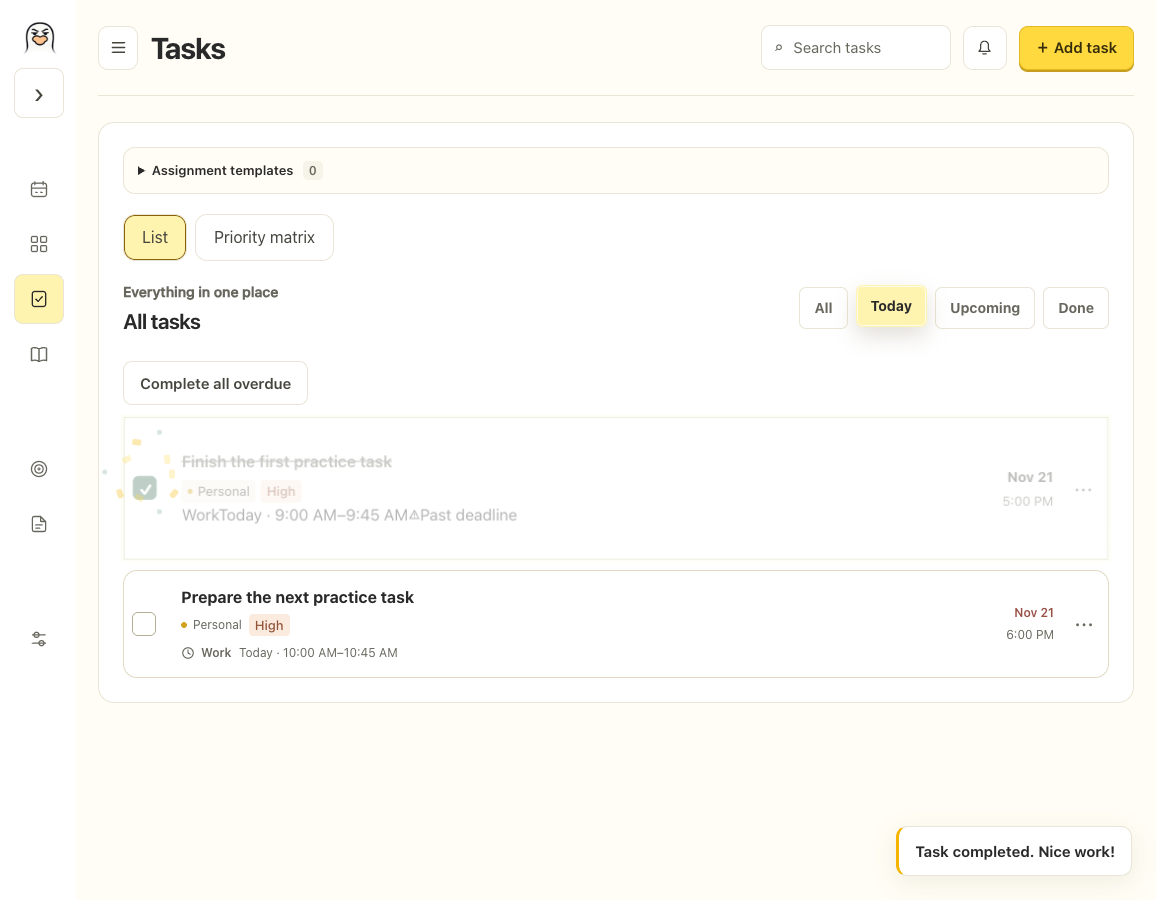 Tasks
Search tasks
+ Add task
Assignment templates 0
List
Priority matrix
Everything in one place
All tasks
All
Today
Upcoming
Done
Complete all overdue
Finish the first practice task
Personal High
WorkToday · 9:00 AM–9:45 AM⚠Past deadline
Nov 21
5:00 PM
Prepare the next practice task
Personal High
Work Today · 10:00 AM–10:45 AM
Nov 21
6:00 PM
Task completed. Nice work!